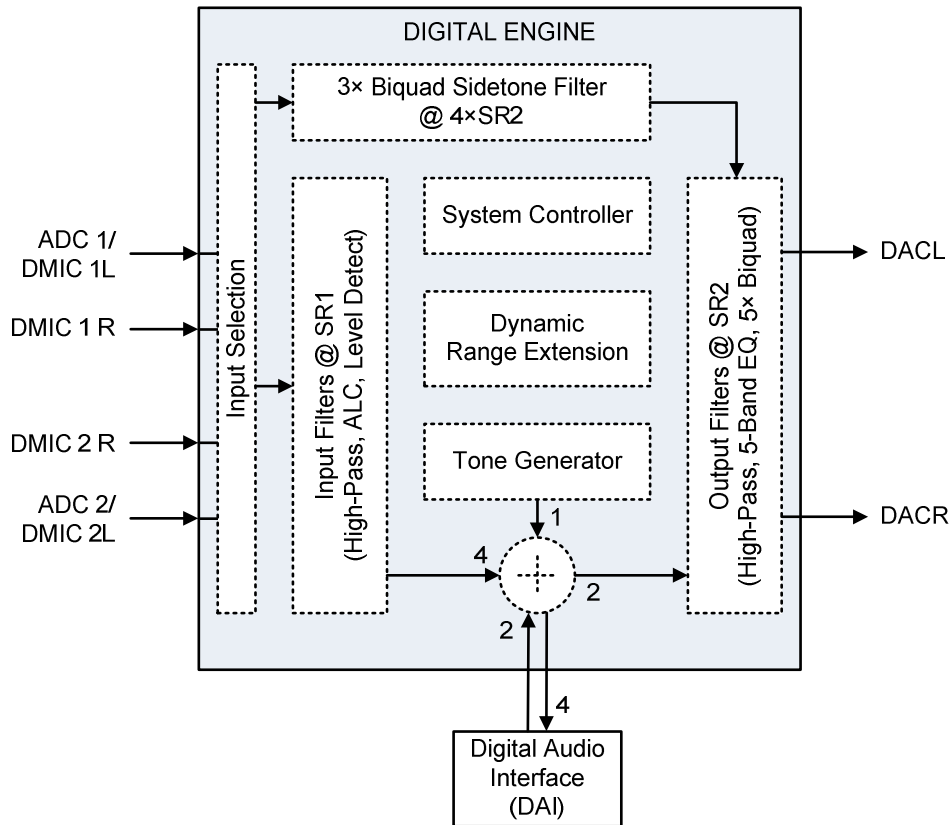 DIGITAL ENGINE
3× Biquad Sidetone Filter
@ 4×SR2
ADC 1/
DMIC 1L
DMIC 1 R
DMIC 2 R
ADC 2/
DMIC 2L
Input Selection
Input Filters @ SR1
(High-Pass, ALC, Level Detect)
System Controller
Dynamic
Range Extension
Tone Generator
1
4
2
2
4
Output Filters @ SR2
(High-Pass, 5-Band EQ, 5× Biquad)
DACL
DACR
Digital Audio
Interface
(DAI)